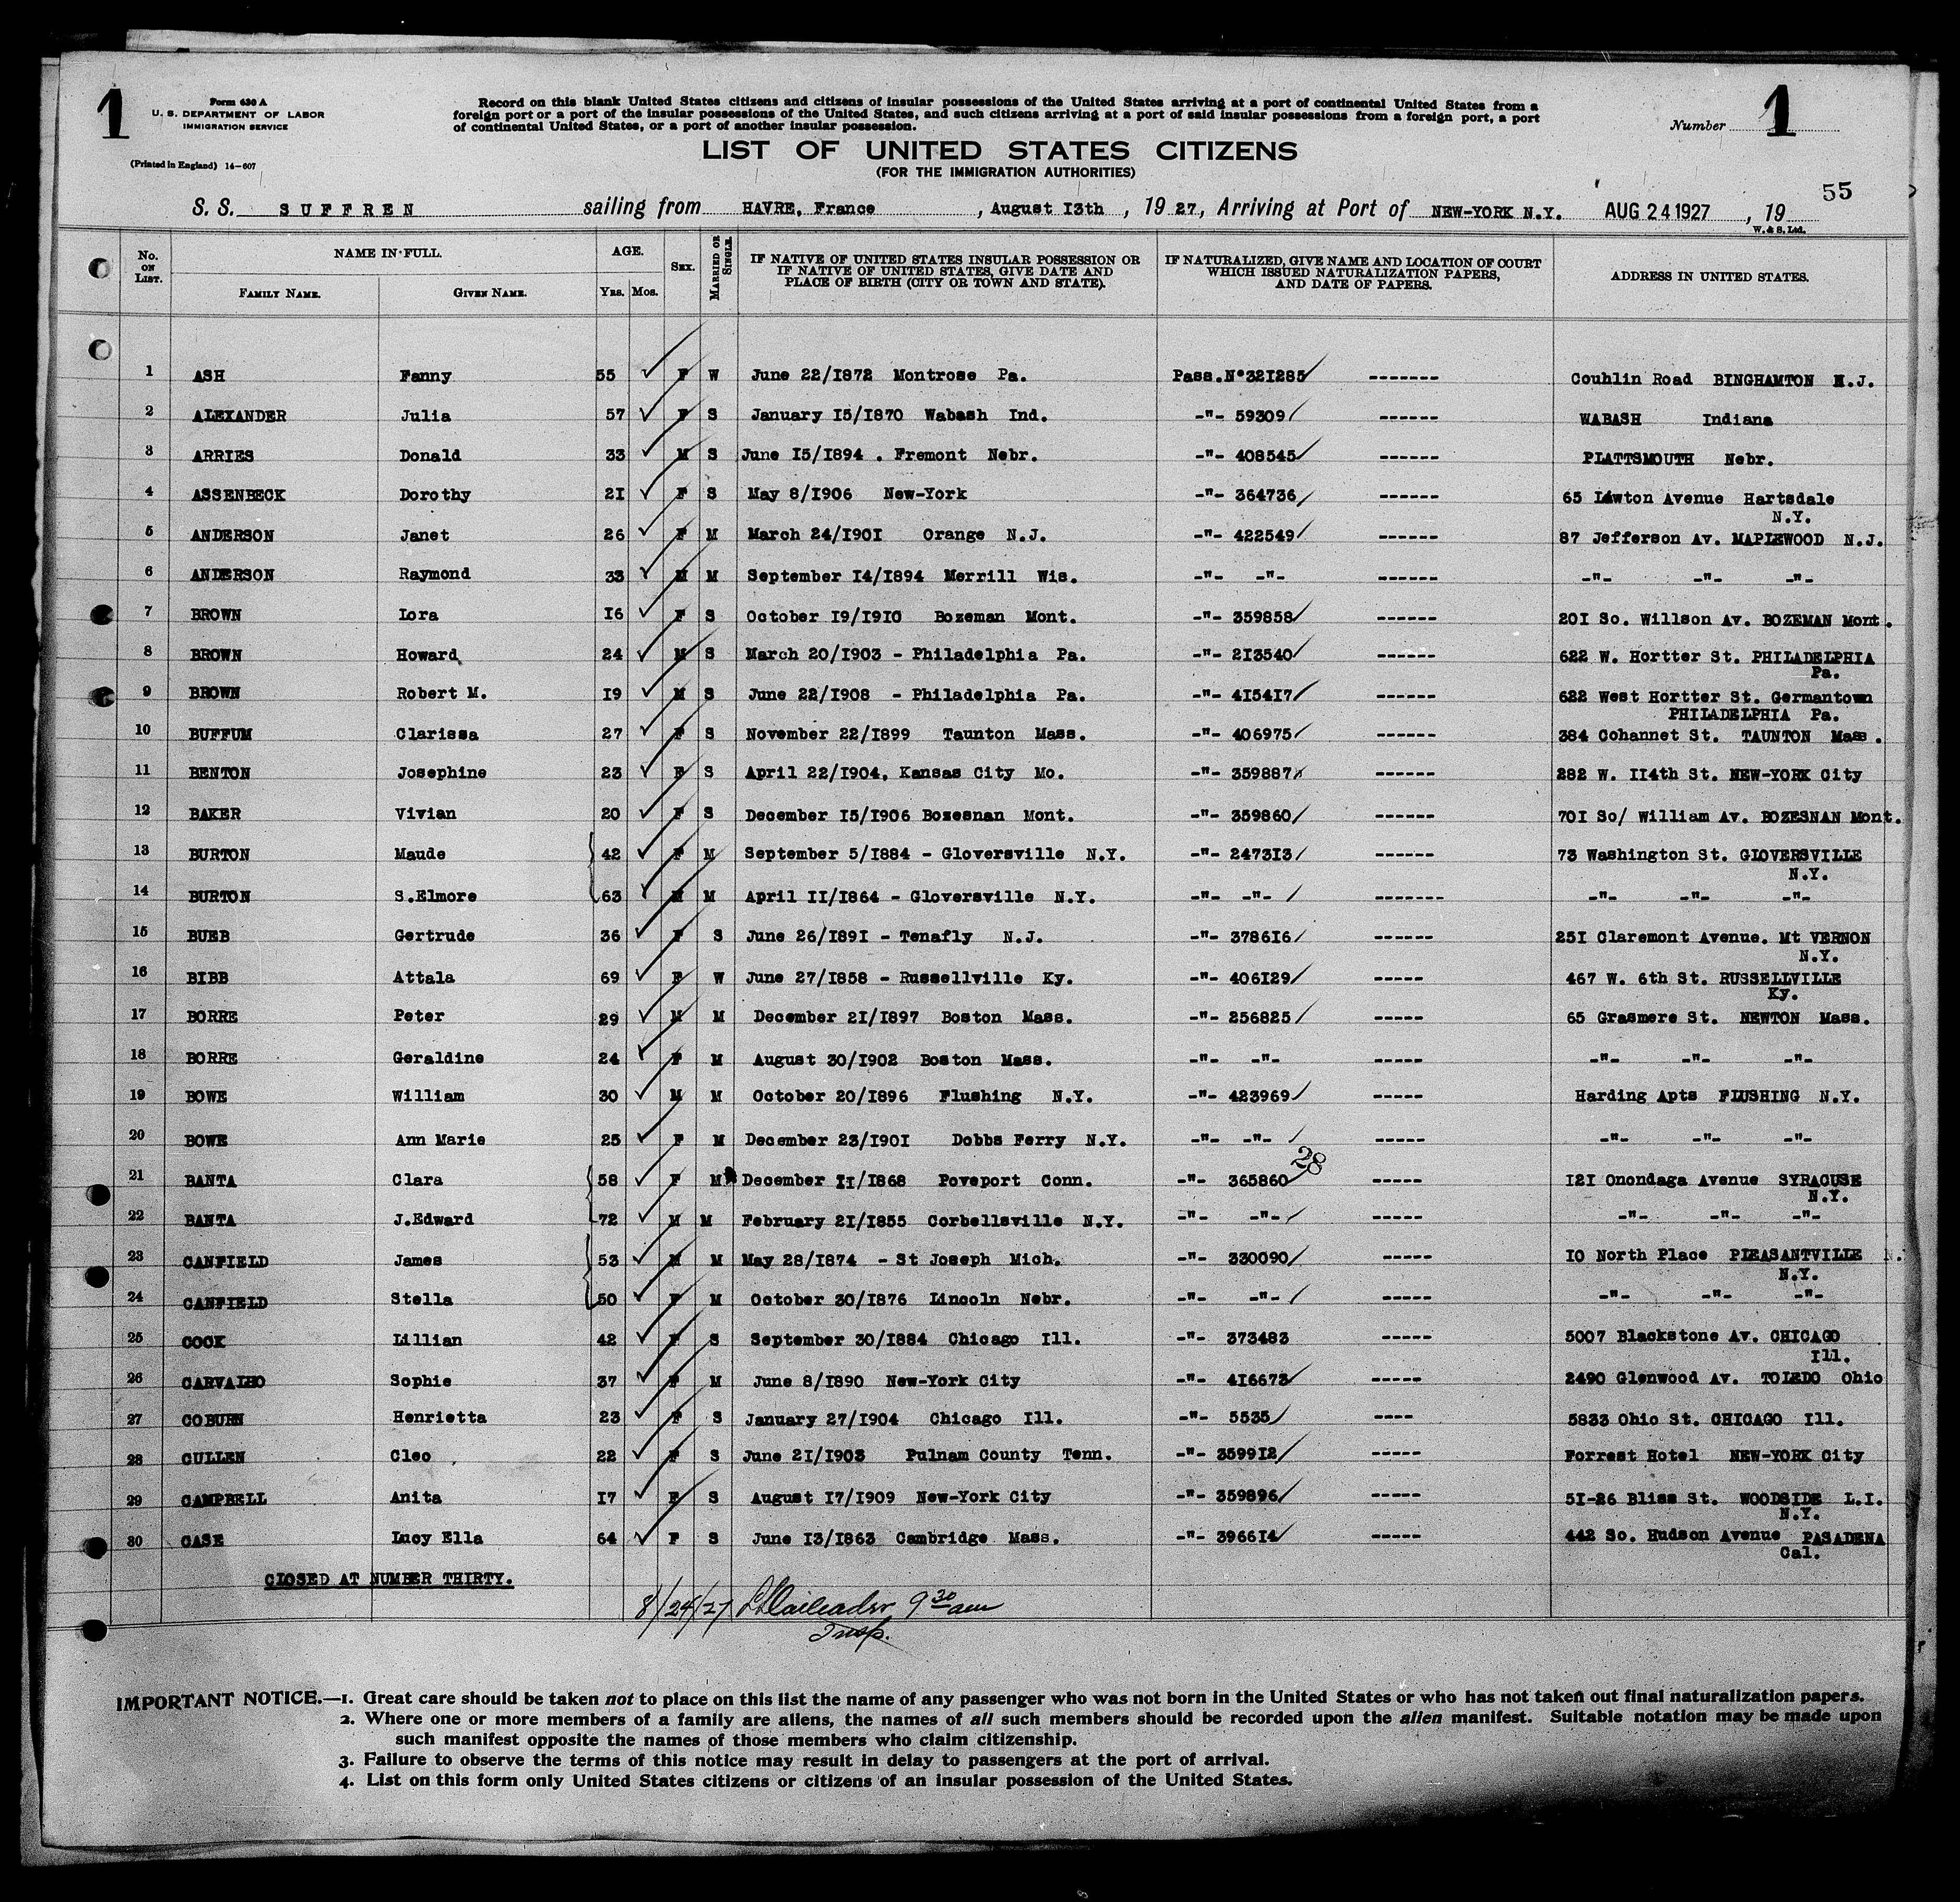 1
Form 630 A
U. S. DEPARTMENT OF LABOR
IMMIGRATION SERVICE
(Printed in England) 14—607
Record on this blank United States citizens and citizens of insular possessions of the United States arriving at a port of continental United States from a
foreign port or a port of the insular possessions of the United States, and such citizens arriving at a port of said insular possessions from a foreign port, a port
of continental United States, or a port of another insular possession.
Number 1
LIST OF UNITED STATES CITIZENS
(FOR THE IMMIGRATION AUTHORITIES)
55
S. S. SUFFREN sailing from HAVRE, France , August 13th , 19 27, Arriving at Port of NEW-YORK N.Y. AUG 24 1927 , 19
W. & S. Ltd.
No. ON LIST. NAME IN FULL. AGE. SEX. MARRIED OR SINGLE. IF NATIVE OF UNITED STATES INSULAR POSSESSION OR IF NATIVE OF UNITED STATES, GIVE DATE AND PLACE OF BIRTH (CITY OR TOWN AND STATE). IF NATURALIZED, GIVE NAME AND LOCATION OF COURT WHICH ISSUED NATURALIZATION PAPERS, AND DATE OF PAPERS. ADDRESS IN UNITED STATES.
FAMILY NAME. GIVEN NAME. YRS. MOS.
1 ASH Fanny 55 F W June 22/1872 Montrose Pa. Pass.N°321285 ------- Couhlin Road BINGHAMTON N.J.
2 ALEXANDER Julia 57 F S January 15/1870 Wabash Ind. -"- 59309 ------ WABASH Indiana
3 ARRIES Donald 33 M S June 15/1894 . Fremont Nebr. -"- 408545 ------ PLATTSMOUTH Nebr.
4 ASSENBECK Dorothy 21 F S May 8/1906 New-York -"- 364736 ------ 65 Lawton Avenue Hartsdale
N.Y.
5 ANDERSON Janet 26 F M March 24/1901 Orange N.J. -"- 422549 ------ 87 Jefferson Av. MAPLEWOOD N.J.
6 ANDERSON Raymond 33 M M September 14/1894 Merrill Wis. -"- -"- ------ -"- -"- -"-
7 BROWN Lora 16 F S October 19/1910 Bozeman Mont. -"- 359858 ------ 201 So. Willson Av. BOZEMAN Mont.
8 BROWN Howard 24 M S March 20/1903 - Philadelphia Pa. -"- 213540 ------ 622 W. Hortter St. PHILADELPHIA
Pa.
9 BROWN Robert M. 19 M S June 22/1908 - Philadelphia Pa. -"- 415417 ------ 622 West Hortter St. Germantown
PHILADELPHIA Pa.
10 BUFFUM Clarissa 27 F S November 22/1899 Taunton Mass. -"- 406975 ------ 384 Cohannet St. TAUNTON Mass.
11 BENTON Josephine 23 F S April 22/1904, Kansas City Mo. -"- 359887 ------ 282 W. 114th St. NEW-YORK City
12 BAKER Vivian 20 F S December 15/1906 Bozesnan Mont. -"- 359860 ------ 701 So/ William Av. BOZESNAN Mont.
13 BURTON Maude 42 F M September 5/1884 - Gloversville N.Y. -"- 247313 ------ 73 Washington St. GLOVERSVILLE
N.Y.
14 BURTON S.Elmore 63 M M April 11/1864 - Gloversville N.Y. -"- -"- ------- -"- -"- -"-
15 BUEB Gertrude 36 F S June 26/1891 - Tenafly N.J. -"- 378616 ------ 251 Claremont Avenue. Mt VERNON
N.Y.
16 BIBB Attala 69 F W June 27/1858 - Russellville Ky. -"- 406129 ----- 467 W. 6th St. RUSSELLVILLE
Ky.
17 BORRE Peter 29 M M December 21/1897 Boston Mass. -"- 256825 ----- 65 Grasmere St. NEWTON Mass.
18 BORRE Geraldine 24 F M August 30/1902 Boston Mass. -"- -"- ----- -"- -"- -"-
19 BOWE William 30 M M October 20/1896 Flushing N.Y. -"- 423969 ----- Harding Apts FLUSHING N.Y.
20 BOWE Ann Marie 25 F M December 23/1901 Dobbs Ferry N.Y. -"- -"- ----- -"- -"- -"-
28
21 BANTA Clara 58 F M December 11/1868 Poveport Conn. -"- 365860 ----- 121 Onondaga Avenue SYRACUSE
N.Y.
22 BANTA J.Edward 72 M M February 21/1855 Corbellsville N.Y. -"- -"- ----- -"- -"- -"-
23 CANFIELD James 53 M M May 28/1874 - St Joseph Mich. -"- 330090 ----- 10 North Place PLEASANTVILLE N.
N.Y.
24 CANFIELD Stella 50 F M October 30/1876 Lincoln Nebr. -"- -"- ----- -"- -"- -"-
25 COCK Lillian 42 F S September 30/1884 Chicago Ill. -"- 373483 ----- 5007 Blackstone Av. CHICAGO
Ill.
26 CARVALHO Sophie 37 F M June 8/1890 New-York City -"- 416673 ----- 2490 Glenwood Av. TOLEDO Ohio
27 COBURN Henrietta 23 F S January 27/1904 Chicago Ill. -"- 5535 ---- 5833 Ohio St. CHICAGO Ill.
28 CULLEN Cleo 22 F S June 21/1903 Pulnam County Tenn. -"- 359912 ----- Forrest Hotel NEW-YORK City
29 CAMPBELL Anita 17 F S August 17/1909 New-York City -"- 359896 ----- 51-26 Bliss St. WOODSIDE L.I.
N.Y.
30 CASE Lucy Ella 64 F S June 13/1863 Cambridge Mass. -"- 396614 ----- 442 So. Hudson Avenue PASADENA
Cal.
CLOSED AT NUMBER THIRTY.
8/24/27 9 30 am
Insp.
IMPORTANT NOTICE.—1. Great care should be taken not to place on this list the name of any passenger who was not born in the United States or who has not taken out final naturalization papers.
2. Where one or more members of a family are aliens, the names of all such members should be recorded upon the alien manifest. Suitable notation may be made upon
such manifest opposite the names of those members who claim citizenship.
3. Failure to observe the terms of this notice may result in delay to passengers at the port of arrival.
4. List on this form only United States citizens or citizens of an insular possession of the United States.